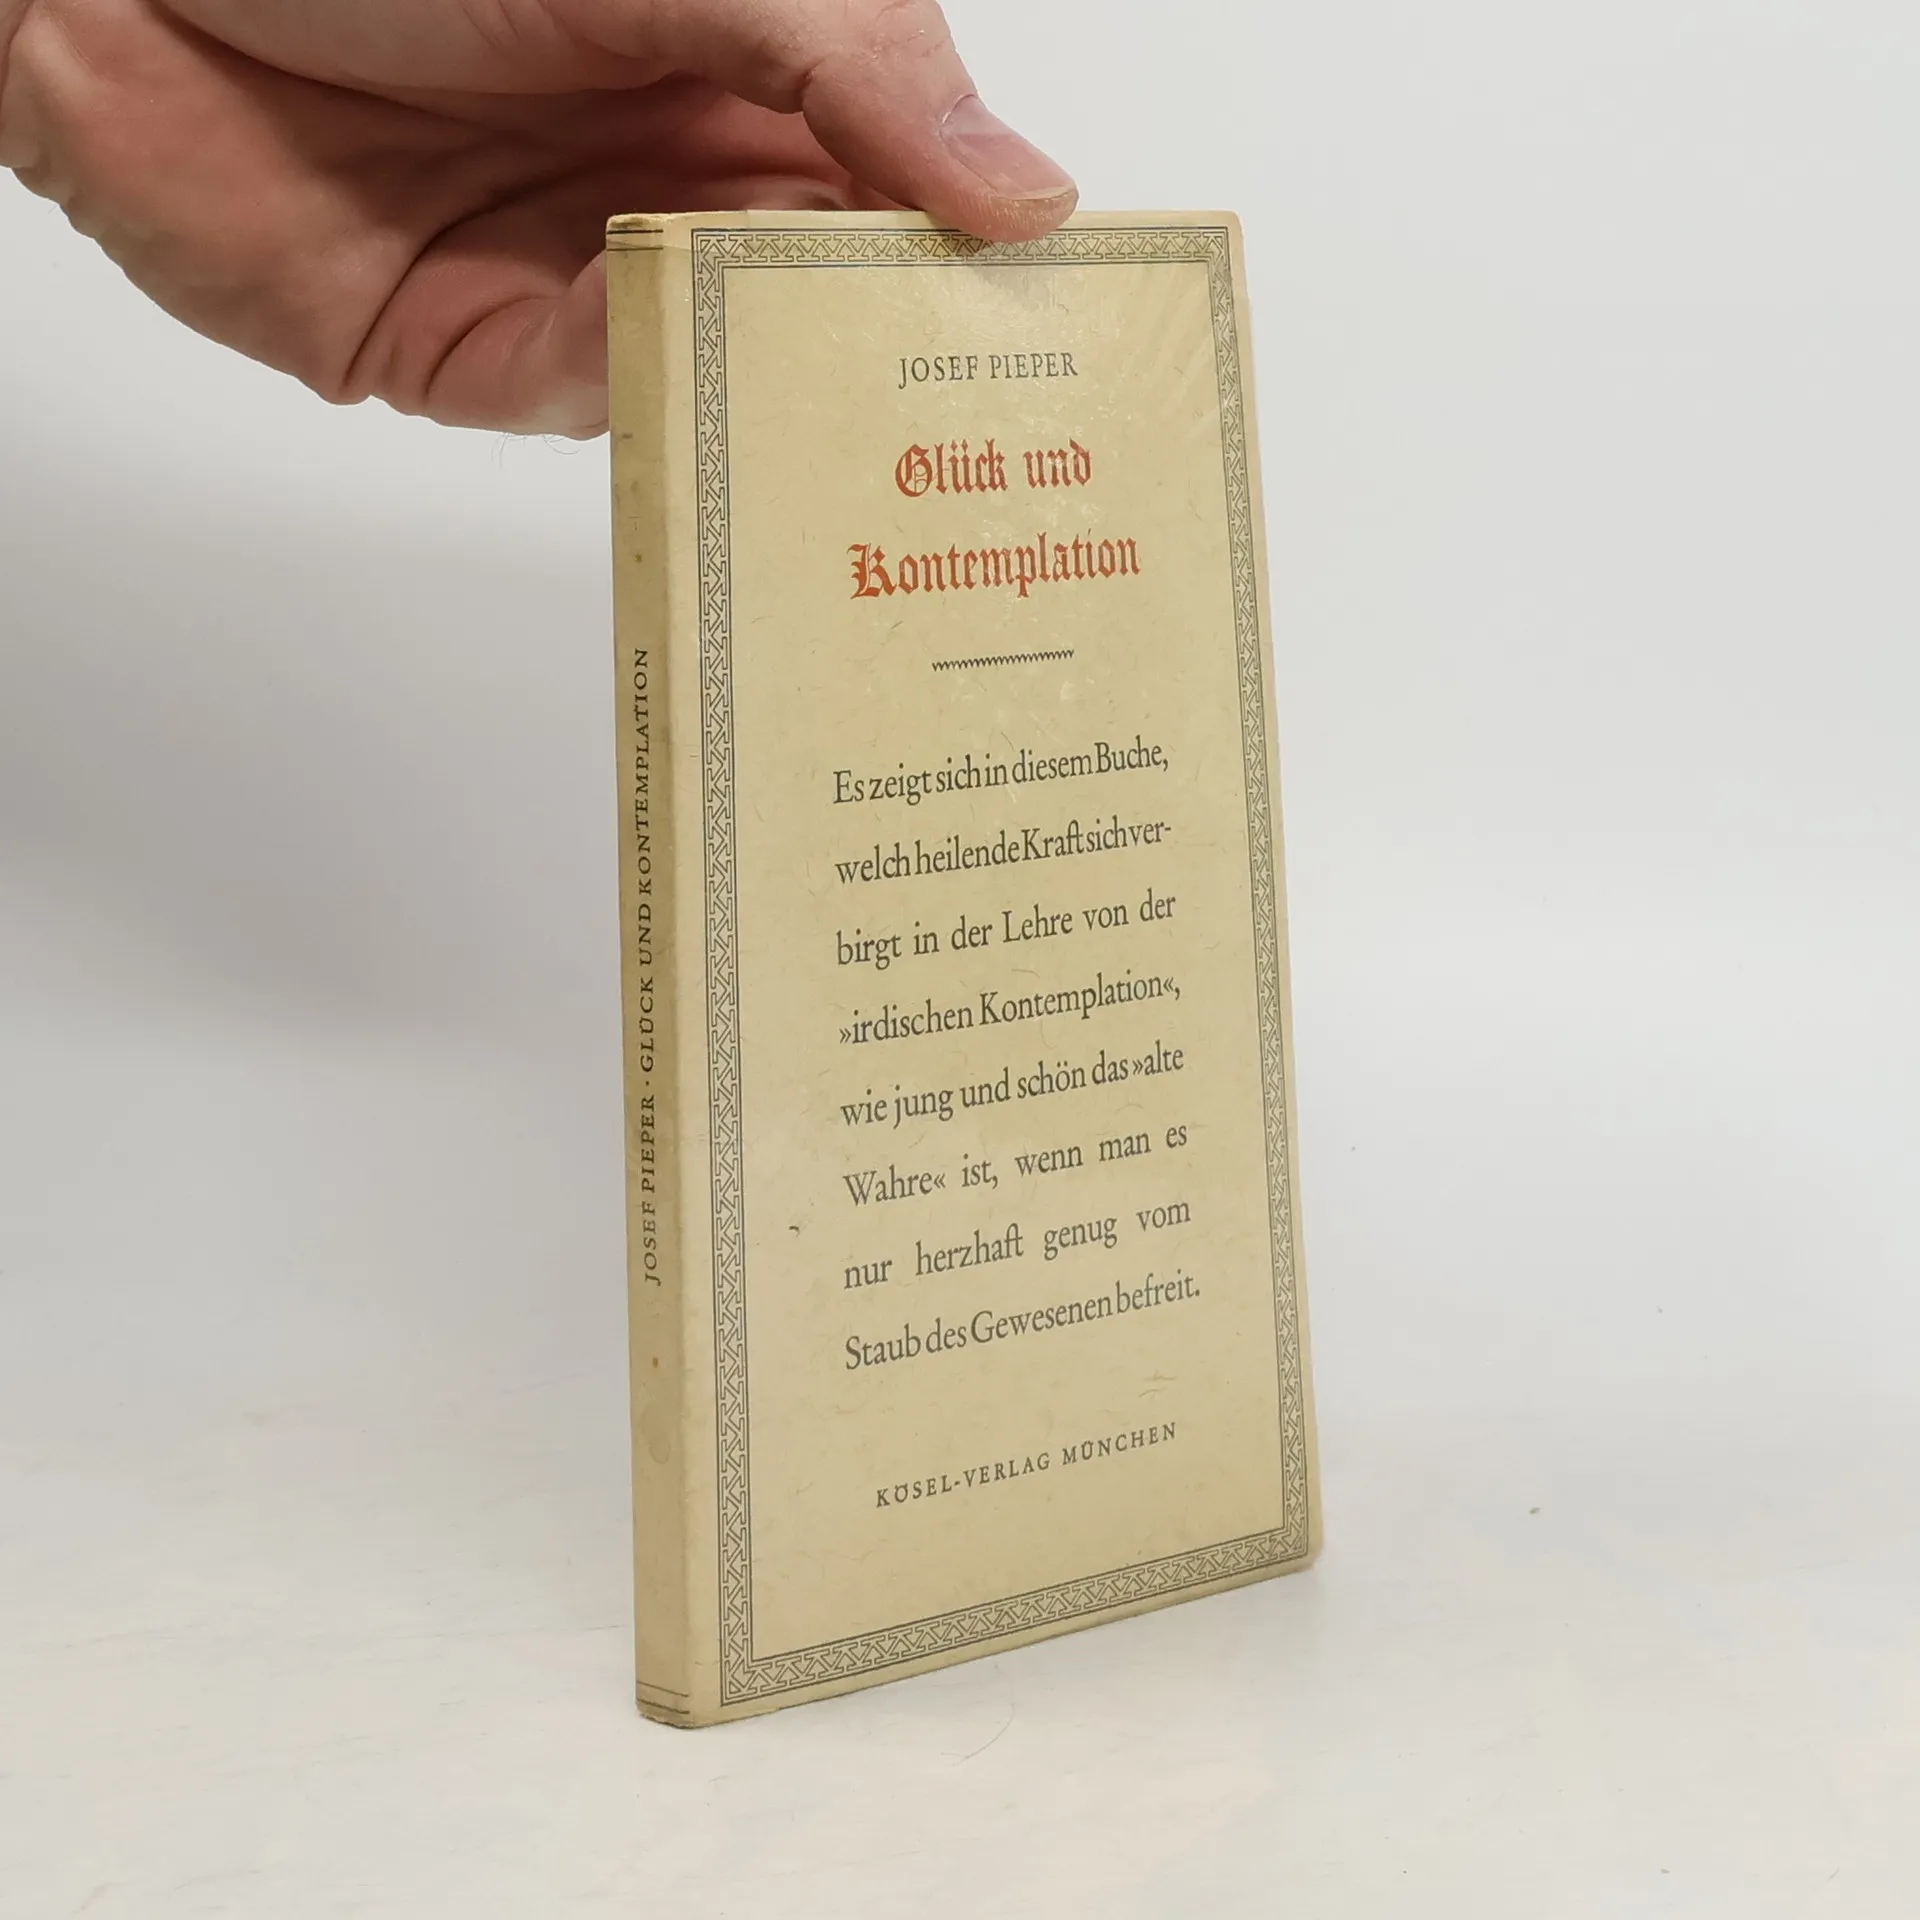 JOSEF PIEPER
Glück und
Kontemplation
Es zeigt sich in diesem Buche,
welch heilende Kraft sich ver-
birgt in der Lehre von der
»irdischen Kontemplation«,
wie jung und schön das »alte
Wahre« ist, wenn man es
nur herzhaft genug vom
Staub des Gewesenen befreit.
KÖSEL-VERLAG MÜNCHEN
JOSEF PIEPER · GLÜCK UND KONTEMPLATION